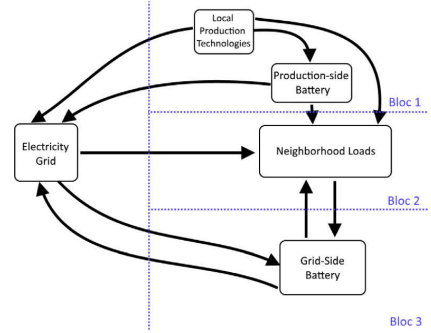 Local
Production
Technologies
Production-side
Battery
Bloc 1
Electricity
Grid
Neighborhood Loads
Bloc 2
Grid-Side
Battery
Bloc 3